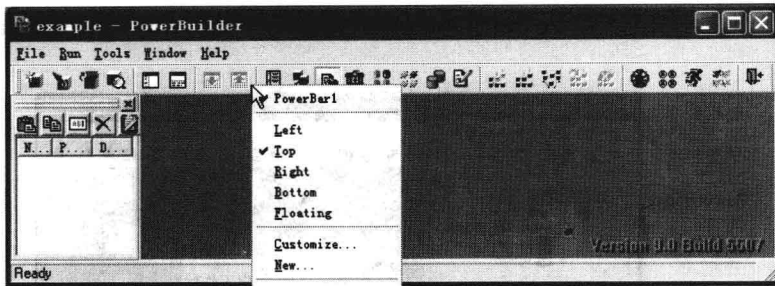 example - PowerBuilder
File Run Tools Window Help
PowerBar1
N... P... D...
Left
Top
Right
Bottom
Floating
Customize...
New...
Version 9.0 Build 5507
Ready